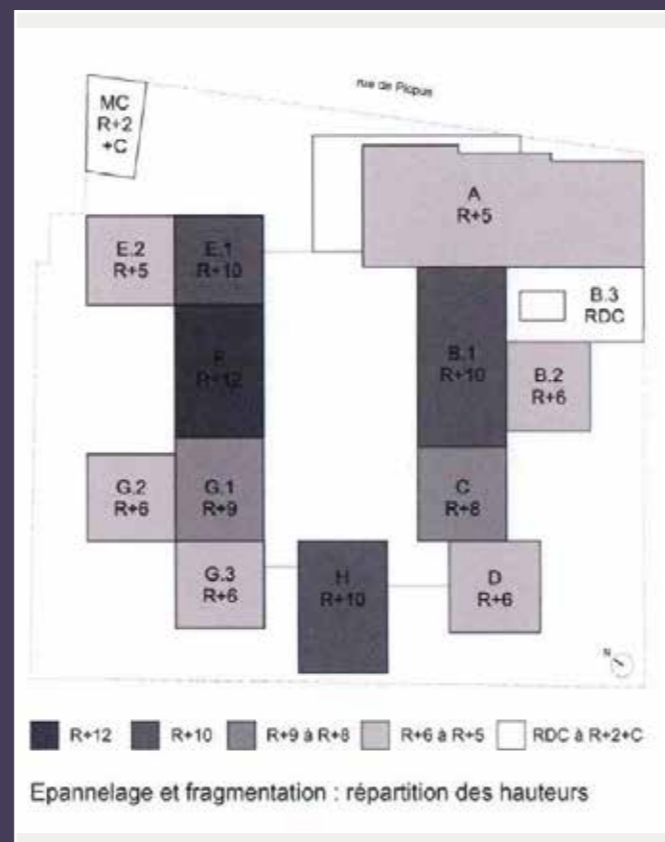 rue de Picpus
MC
R+2
+C
A
R+5
E.2
R+5
E.1
R+10
B.3
RDC
F
R+12
B.1
R+10
B.2
R+6
G.2
R+6
G.1
R+9
C
R+8
G.3
R+6
H
R+10
D
R+6
N
R+12
R+10
R+9 à R+8
R+6 à R+5
RDC à R+2+C
Epannelage et fragmentation : répartition des hauteurs